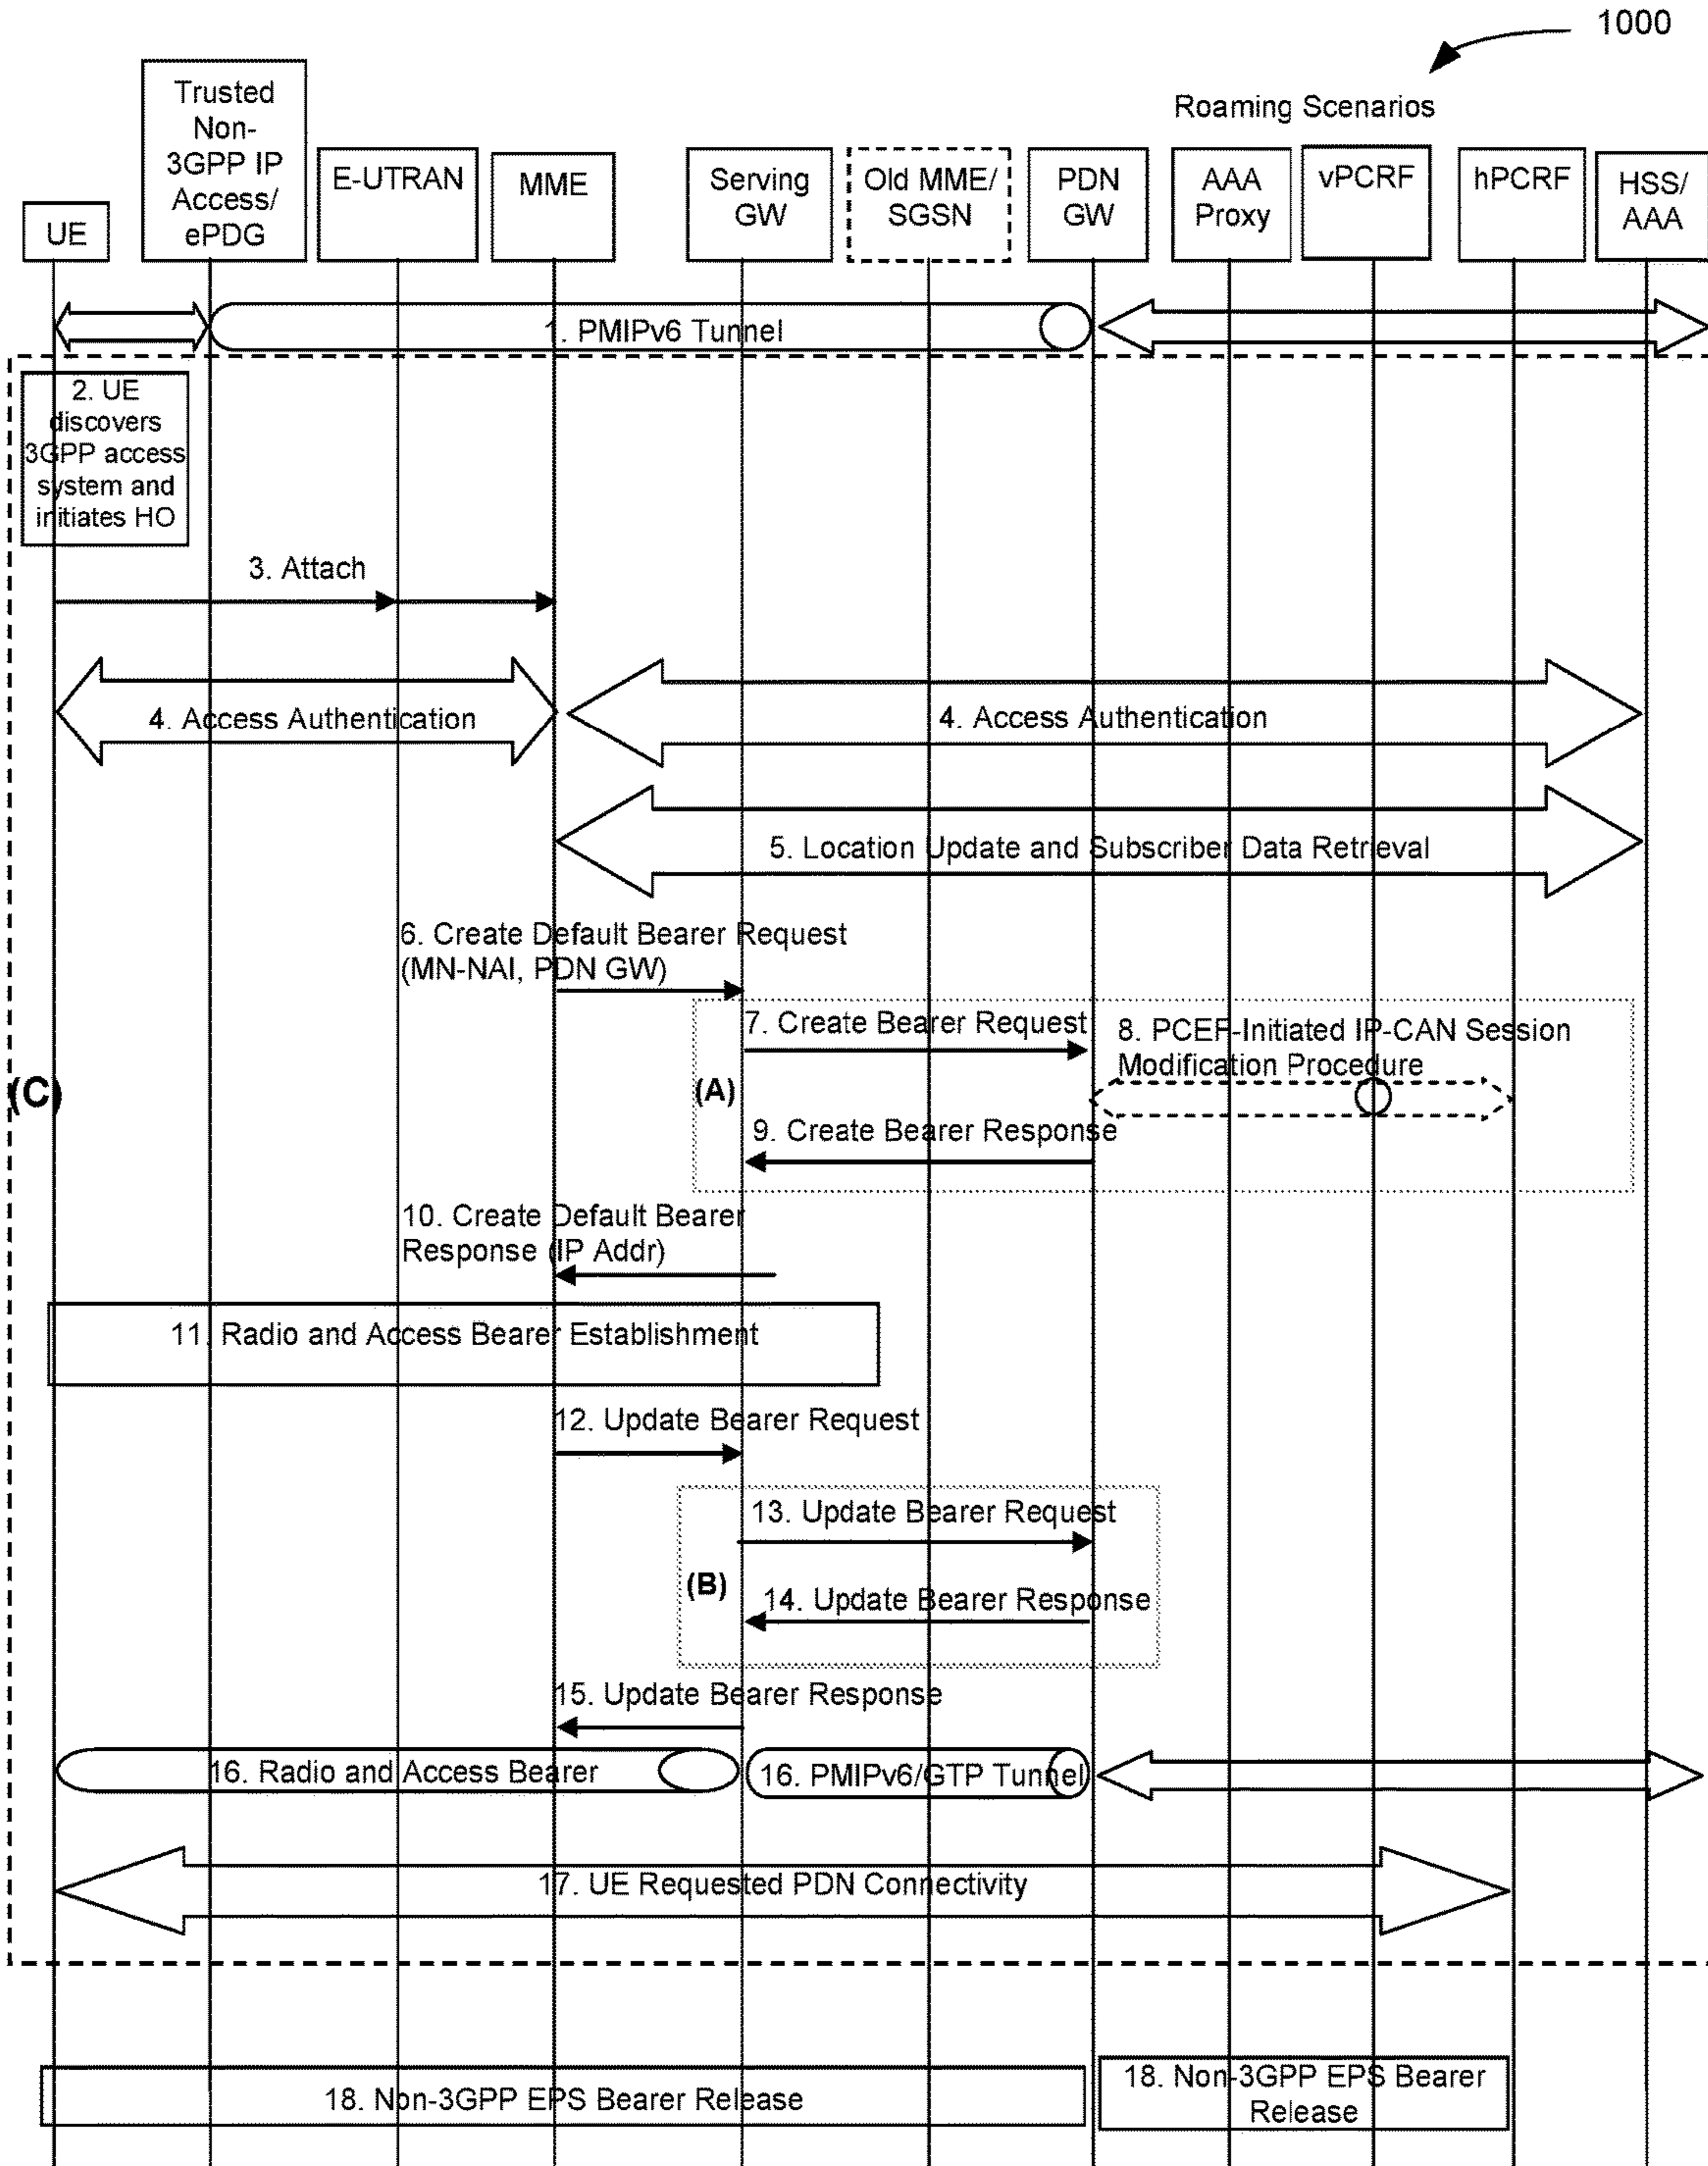 1000
Roaming Scenarios
UE
Trusted
Non-
3GPP IP
Access/
ePDG
E-UTRAN
MME
Serving
GW
Old MME/
SGSN
PDN
GW
AAA
Proxy
vPCRF
hPCRF
HSS/
AAA
1. PMIPv6 Tunnel
2. UE
discovers
3GPP access
system and
initiates HO
3. Attach
4. Access Authentication
4. Access Authentication
5. Location Update and Subscriber Data Retrieval
6. Create Default Bearer Request
(MN-NAI, PDN GW)
7. Create Bearer Request
8. PCEF-Initiated IP-CAN Session
Modification Procedure
(A)
(C)
9. Create Bearer Response
10. Create Default Bearer
Response (IP Addr)
11. Radio and Access Bearer Establishment
12. Update Bearer Request
13. Update Bearer Request
(B)
14. Update Bearer Response
15. Update Bearer Response
16. Radio and Access Bearer
16. PMIPv6/GTP Tunnel
17. UE Requested PDN Connectivity
18. Non-3GPP EPS Bearer Release
18. Non-3GPP EPS Bearer
Release